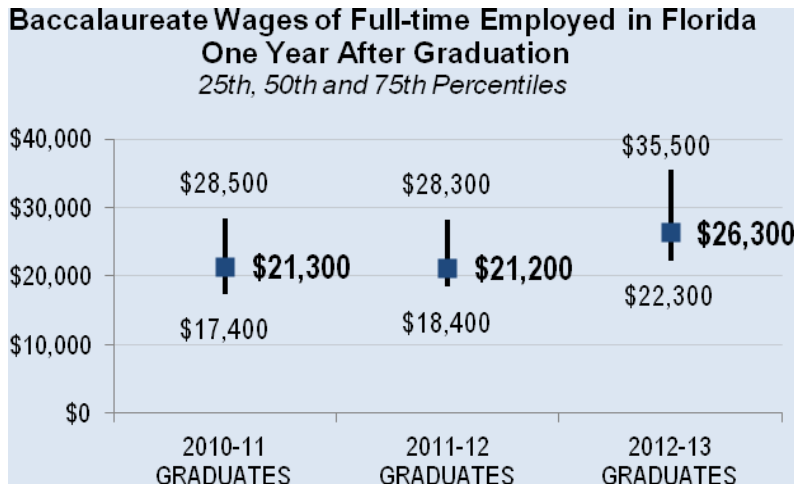 Baccalaureate Wages of Full-time Employed in Florida
One Year After Graduation
25th, 50th and 75th Percentiles
$40,000
$30,000
$20,000
$10,000
$0
$28,500
$21,300
$17,400
$28,300
$21,200
$18,400
$35,500
$26,300
$22,300
2010-11
GRADUATES
2011-12
GRADUATES
2012-13
GRADUATES